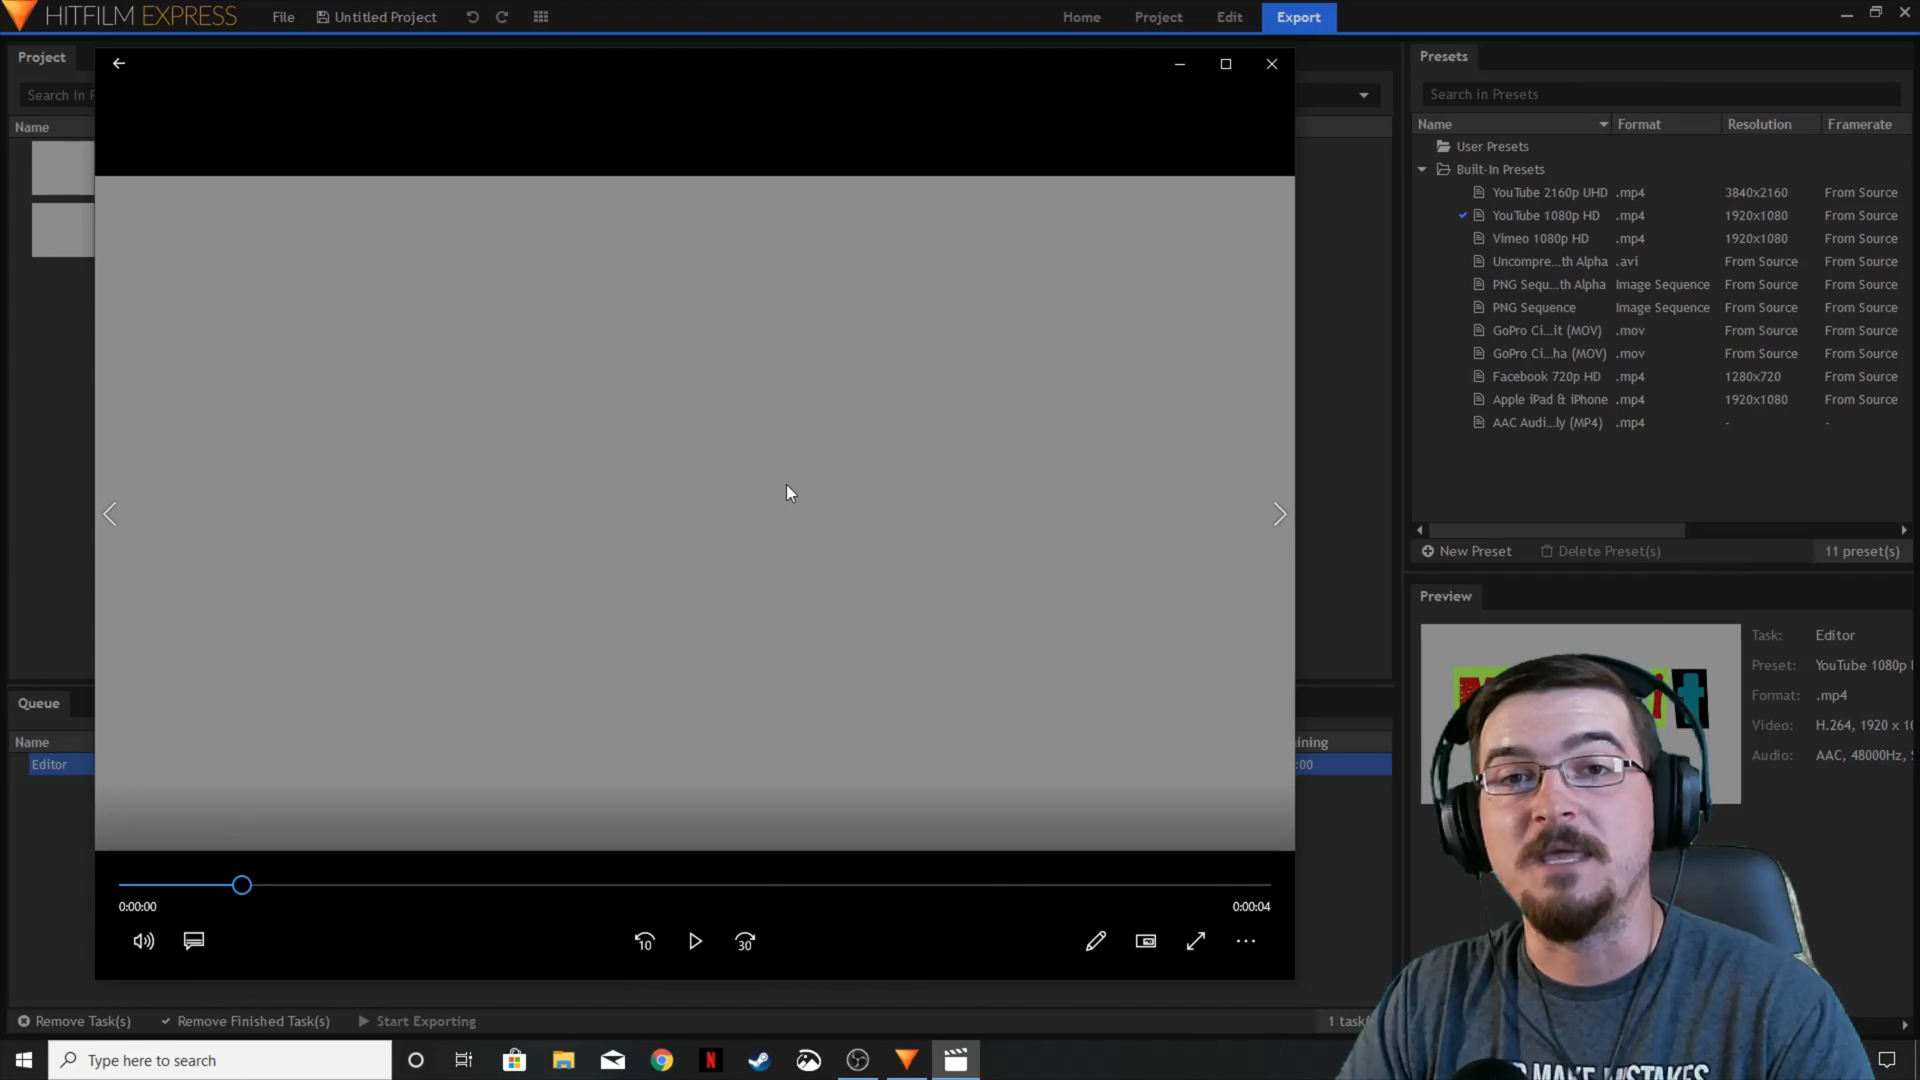 HITFILM EXPRESS File Untitled Project Home Project Edit Export
Project
Search in
Name
Presets
Search in Presets
Name Format Resolution Framerate
User Presets
Built-In Presets
YouTube 2160p UHD .mp4 3840x2160 From Source
YouTube 1080p HD .mp4 1920x1080 From Source
Vimeo 1080p HD .mp4 1920x1080 From Source
Uncompre...th Alpha .avi From Source From Source
PNG Sequ...th Alpha Image Sequence From Source From Source
PNG Sequence Image Sequence From Source From Source
GoPro Ci...it (MOV) .mov From Source From Source
GoPro Ci...ha (MOV) .mov From Source From Source
Facebook 720p HD .mp4 1280x720 From Source
Apple iPad & iPhone .mp4 1920x1080 From Source
AAC Audi...ly (MP4) .mp4 - -
New Preset Delete Preset(s) 11 preset(s)
Preview
Task: Editor
Preset: YouTube 1080p
Format: .mp4
Video: H.264, 1920 x
Audio: AAC, 48000Hz,
Queue
Name ining
Editor :00
0:00:00 0:00:04
10 30
Remove Task(s) Remove Finished Task(s) Start Exporting 1 task
Type here to search
MAKE MISTAKES